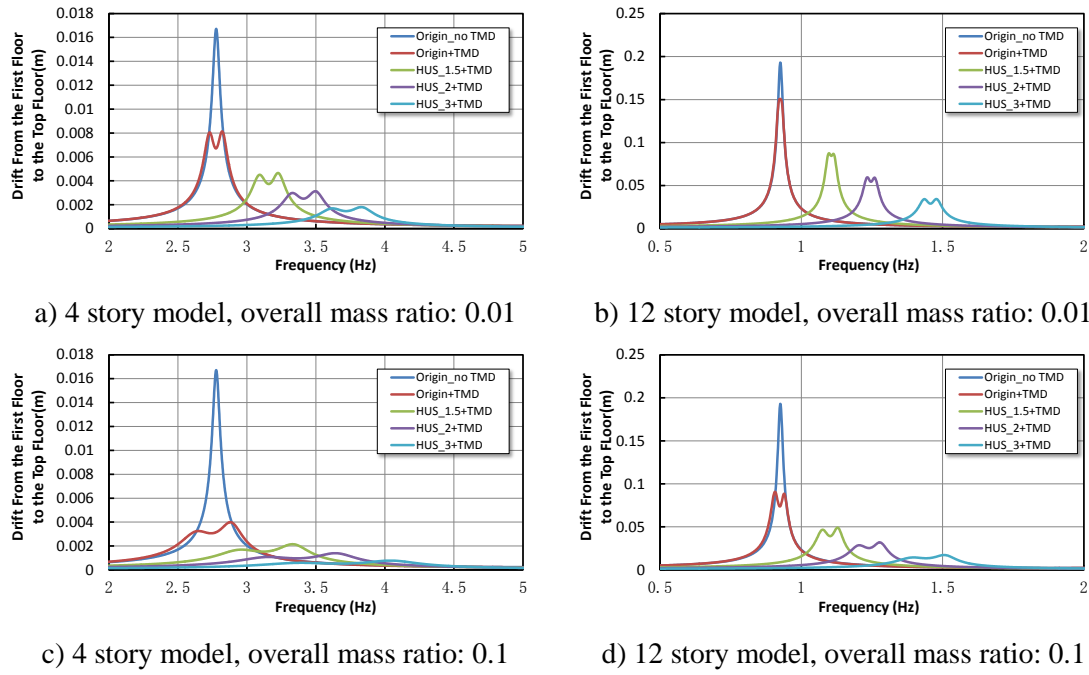 Drift From the First Floor
to the Top FLoor(m)
0.018
0.016
0.014
0.012
0.01
0.008
0.006
0.004
0.002
0
2
2.5
3
3.5
4
4.5
5
Frequency (Hz)
Origin_no TMD
Origin+TMD
HUS_1.5+TMD
HUS_2+TMD
HUS_3+TMD
a) 4 story model, overall mass ratio: 0.01
Drift From the First Floor
to the Top FLoor(m)
0.25
0.2
0.15
0.1
0.05
0
0.5
1
1.5
2
Frequency (Hz)
Origin_no TMD
Origin+TMD
HUS_1.5+TMD
HUS_2+TMD
HUS_3+TMD
b) 12 story model, overall mass ratio: 0.01
Drift From the First Floor
to the Top FLoor(m)
0.018
0.016
0.014
0.012
0.01
0.008
0.006
0.004
0.002
0
2
2.5
3
3.5
4
4.5
5
Frequency (Hz)
Origin_no TMD
Origin+TMD
HUS_1.5+TMD
HUS_2+TMD
HUS_3+TMD
c) 4 story model, overall mass ratio: 0.1
Drift From the First Floor
to the Top FLoor(m)
0.25
0.2
0.15
0.1
0.05
0
0.5
1
1.5
2
Frequency (Hz)
Origin_no TMD
Origin+TMD
HUS_1.5+TMD
HUS_2+TMD
HUS_3+TMD
d) 12 story model, overall mass ratio: 0.1